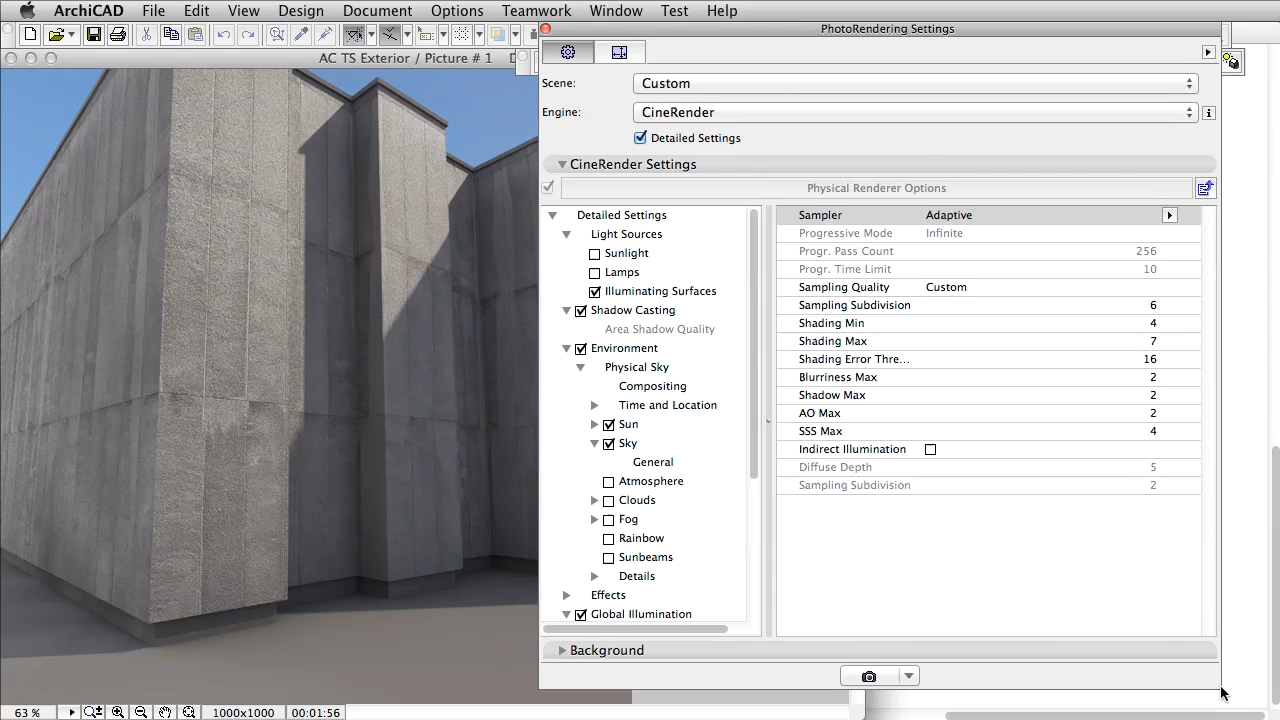 ArchiCAD File Edit View Design Document Options Teamwork Window Test Help
PhotoRendering Settings
AC TS Exterior / Picture # 1
Scene: Custom
Engine: CineRender
Detailed Settings
CineRender Settings
Physical Renderer Options
Detailed Settings
Light Sources
Sunlight
Lamps
Illuminating Surfaces
Shadow Casting
Area Shadow Quality
Environment
Physical Sky
Compositing
Time and Location
Sun
Sky
General
Atmosphere
Clouds
Fog
Rainbow
Sunbeams
Details
Effects
Global Illumination
Sampler Adaptive
Progressive Mode Infinite
Progr. Pass Count 256
Progr. Time Limit 10
Sampling Quality Custom
Sampling Subdivision 6
Shading Min 4
Shading Max 7
Shading Error Thre... 16
Blurriness Max 2
Shadow Max 2
AO Max 2
SSS Max 4
Indirect Illumination
Diffuse Depth 5
Sampling Subdivision 2
Background
63 % 1000x1000 00:01:56